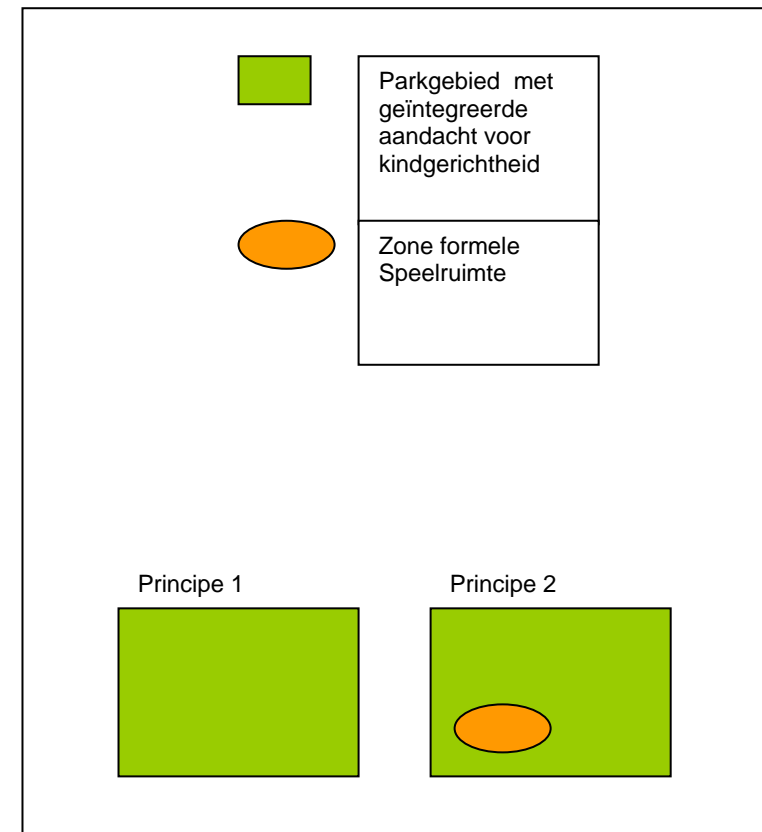 Parkgebied met
geïntegreerde
aandacht voor
kindgerichtheid
Zone formele
Speelruimte
Principe 1
Principe 2